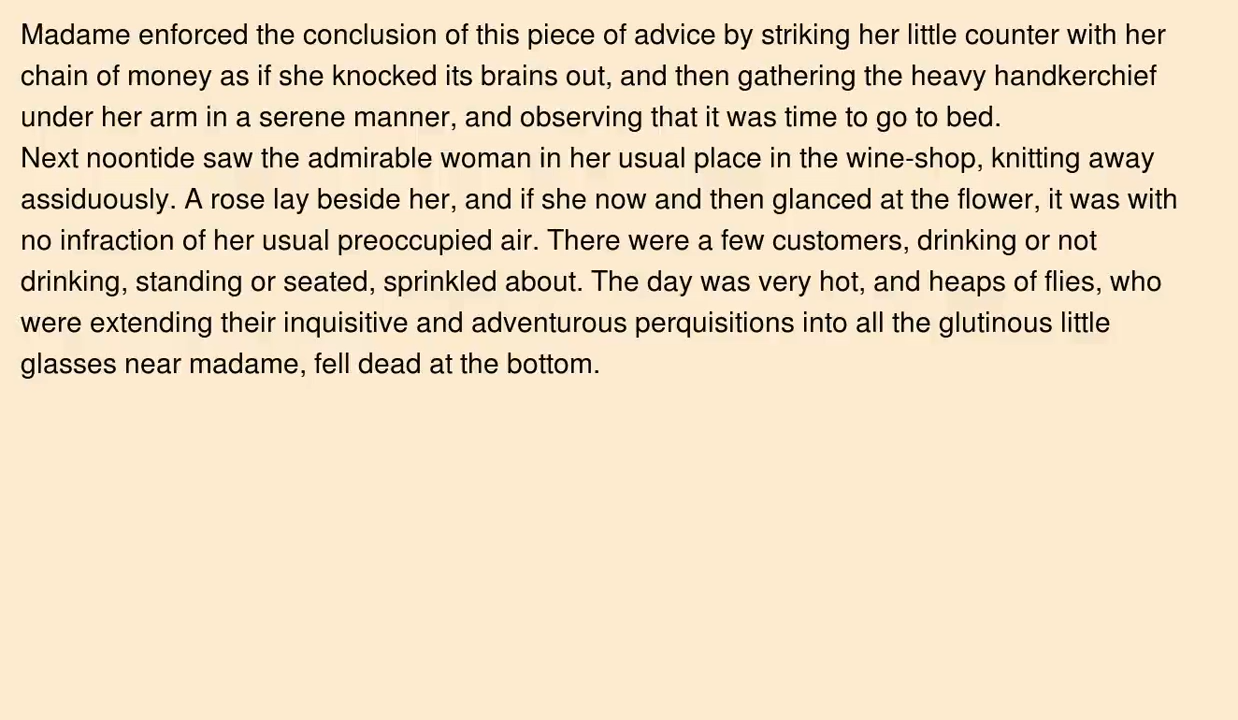 Madame enforced the conclusion of this piece of advice by striking her little counter with her
chain of money as if she knocked its brains out, and then gathering the heavy handkerchief
under her arm in a serene manner, and observing that it was time to go to bed.
Next noontide saw the admirable woman in her usual place in the wine-shop, knitting away
assiduously. A rose lay beside her, and if she now and then glanced at the flower, it was with
no infraction of her usual preoccupied air. There were a few customers, drinking or not
drinking, standing or seated, sprinkled about. The day was very hot, and heaps of flies, who
were extending their inquisitive and adventurous perquisitions into all the glutinous little
glasses near madame, fell dead at the bottom.